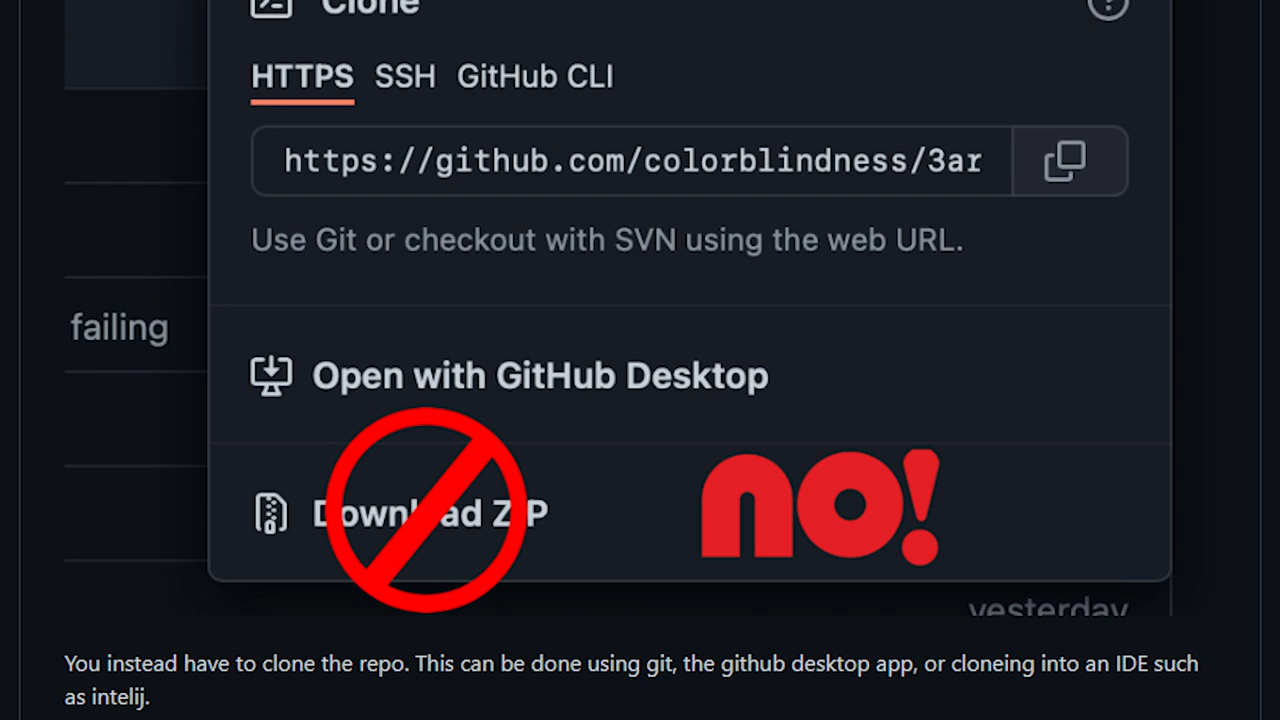 Clone
HTTPS SSH GitHub CLI
https://github.com/colorblindness/3ar
Use Git or checkout with SVN using the web URL.
failing
Open with GitHub Desktop
Download ZIP
no!
yesterday
You instead have to clone the repo. This can be done using git, the github desktop app, or cloneing into an IDE such
as intelij.